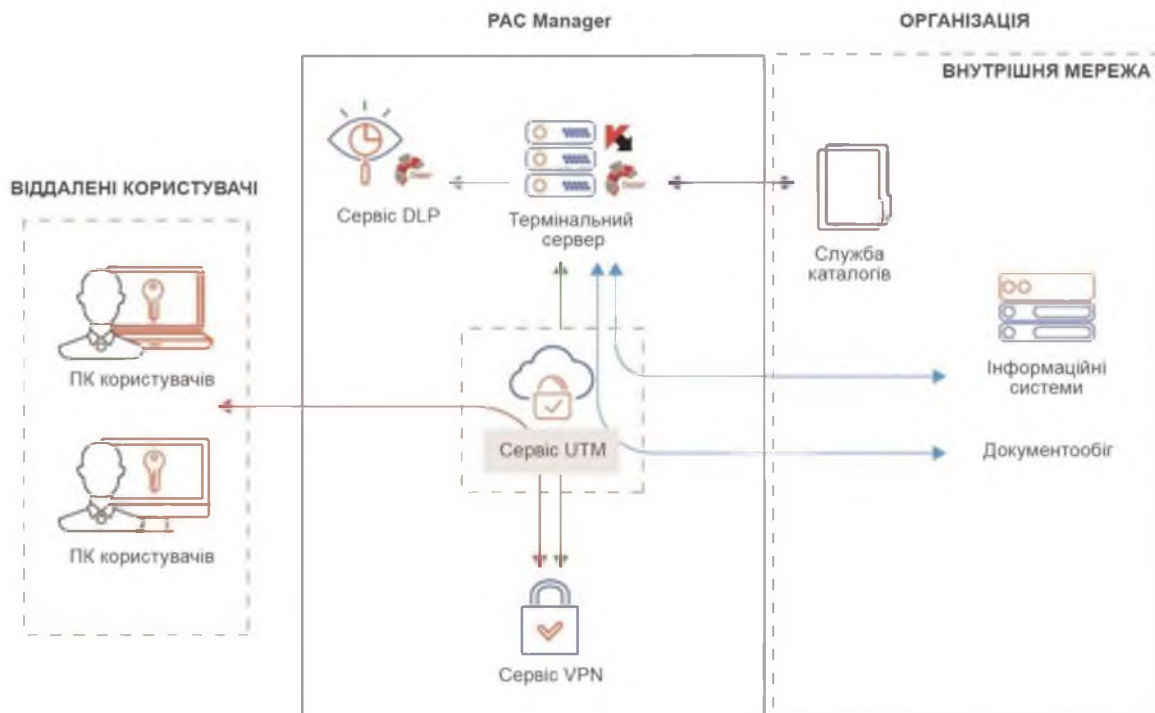 PAC Manager
ОРГАНІЗАЦІЯ
ВНУТРІШНЯ МЕРЕЖА
ВІДДАЛЕНІ КОРИСТУВАЧІ
Сервіс DLP
Термінальний
сервер
Служба
каталогів
ПК користувачів
Інформаційні
системи
Сервіс UTM
Документообіг
ПК користувачів
Сервіс VPN